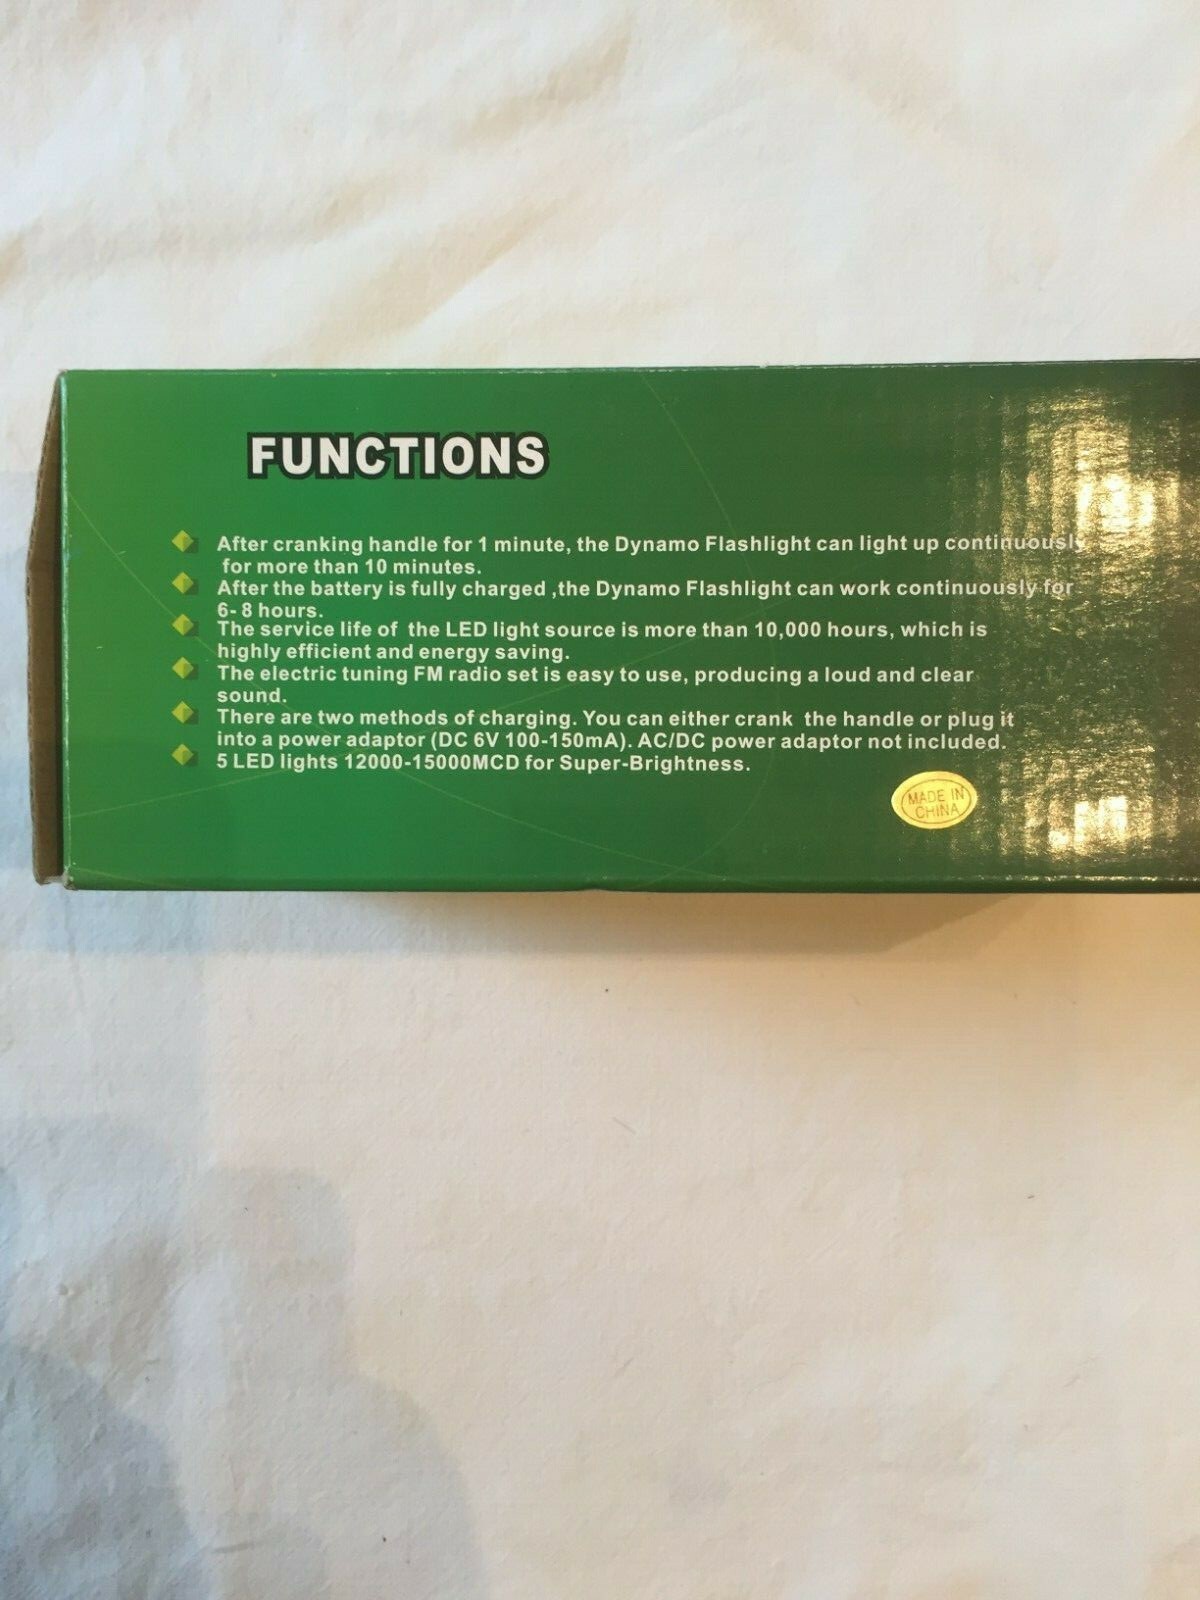 FUNCTIONS
After cranking handle for 1 minute, the Dynamo Flashlight can light up continuously
for more than 10 minutes.
After the battery is fully charged ,the Dynamo Flashlight can work continuously for
6- 8 hours.
The service life of the LED light source is more than 10,000 hours, which is
highly efficient and energy saving.
The electric tuning FM radio set is easy to use, producing a loud and clear
sound.
There are two methods of charging. You can either crank the handle or plug it
into a power adaptor (DC 6V 100-150mA). AC/DC power adaptor not included.
5 LED lights 12000-15000MCD for Super-Brightness.
MADE IN
CHINA